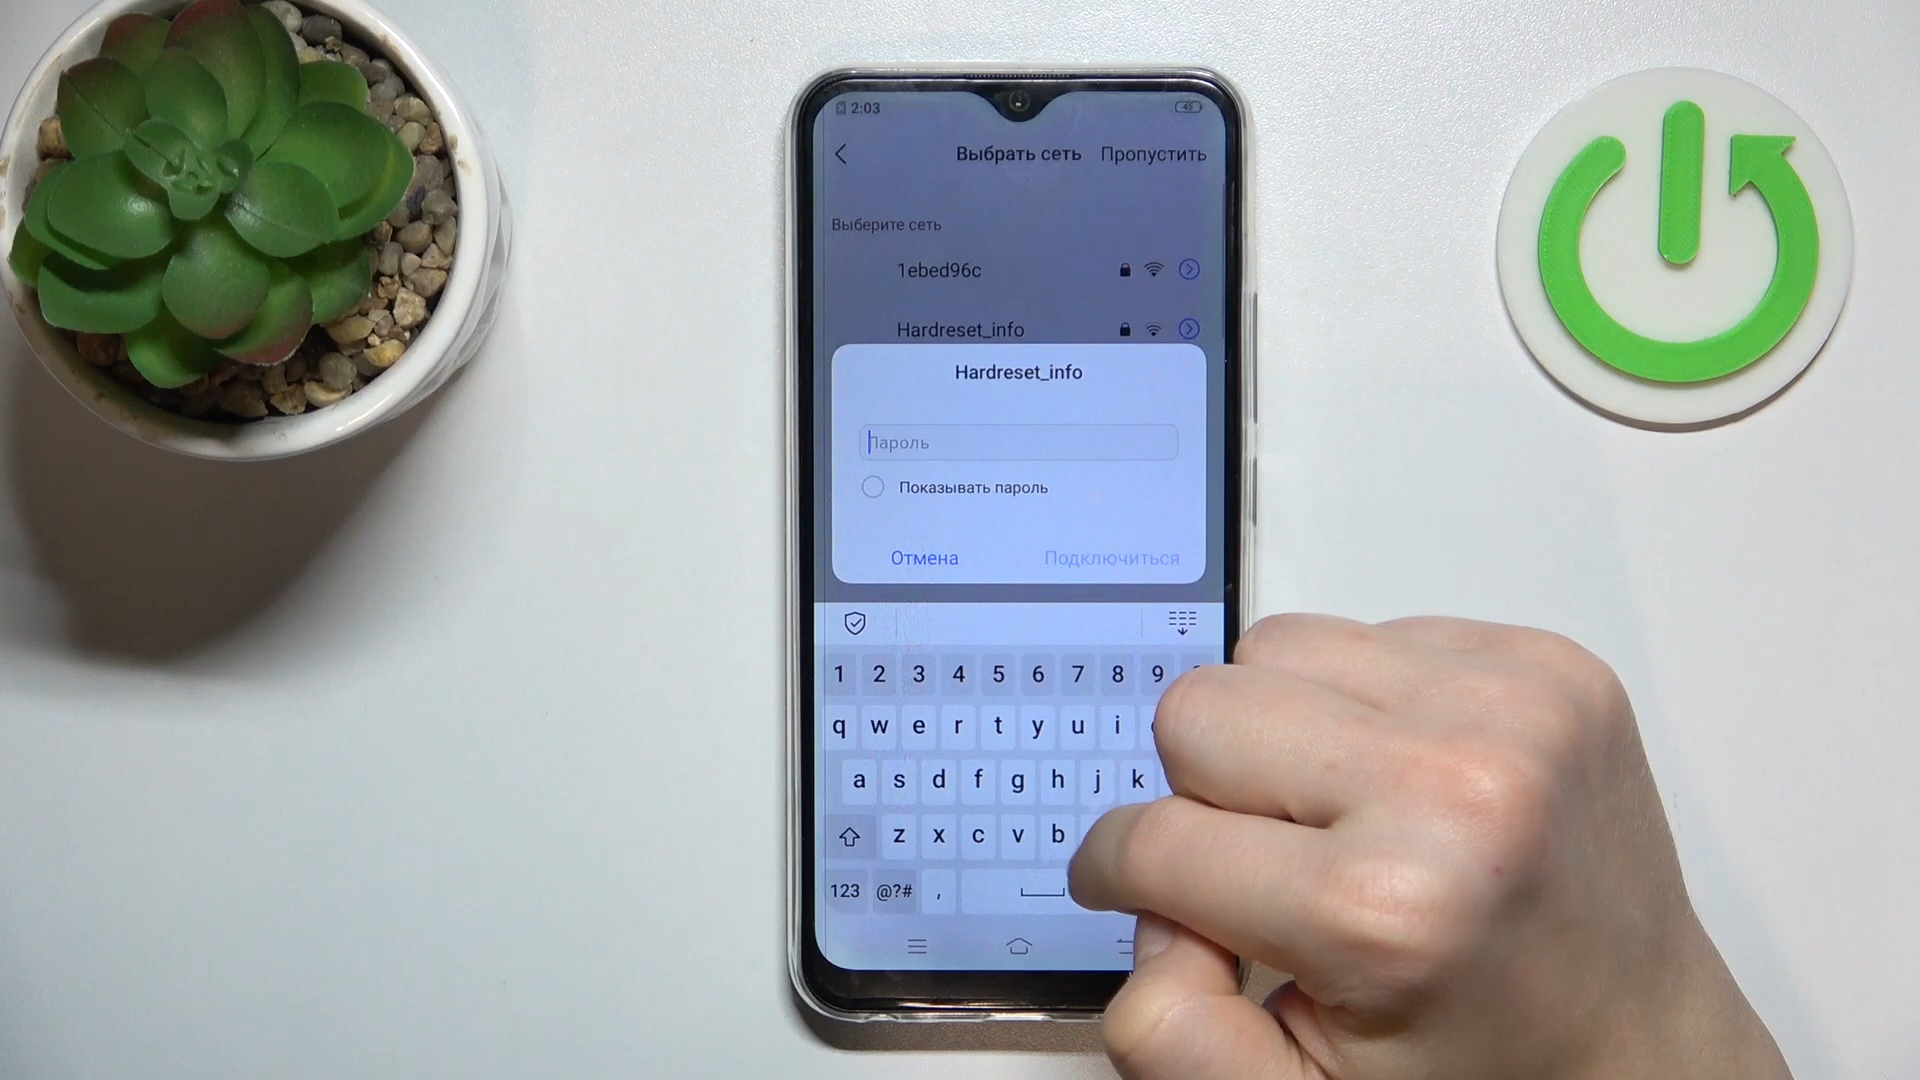 2:03 45
Выбрать сеть Пропустить
Выберите сеть
1ebed96c
Hardreset_info
Hardreset_info
Пароль
Показывать пароль
Отмена Подключиться
1 2 3 4 5 6 7 8 9
q w e r t y u i
a s d f g h j k
z x c v b
123 @?# ,